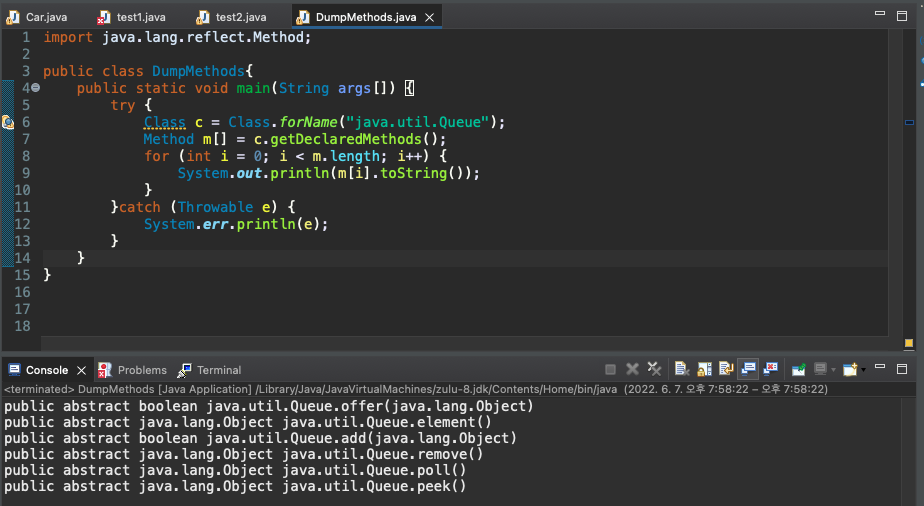 Car.java
test1.java
test2.java
DumpMethods.java
1 import java.lang.reflect.Method;
2
3 public class DumpMethods{
4 public static void main(String args[]) {
5 try {
6 Class c = Class.forName("java.util.Queue");
7 Method m[] = c.getDeclaredMethods();
8 for (int i = 0; i < m.length; i++) {
9 System.out.println(m[i].toString());
10 }
11 }catch (Throwable e) {
12 System.err.println(e);
13 }
14 }
15 }
16
17
18
Console Problems Terminal
<terminated> DumpMethods [Java Application] /Library/Java/JavaVirtualMachines/zulu-8.jdk/Contents/Home/bin/java (2022. 6. 7. 오후 7:58:22 – 오후 7:58:22)
public abstract boolean java.util.Queue.offer(java.lang.Object)
public abstract java.lang.Object java.util.Queue.element()
public abstract boolean java.util.Queue.add(java.lang.Object)
public abstract java.lang.Object java.util.Queue.remove()
public abstract java.lang.Object java.util.Queue.poll()
public abstract java.lang.Object java.util.Queue.peek()